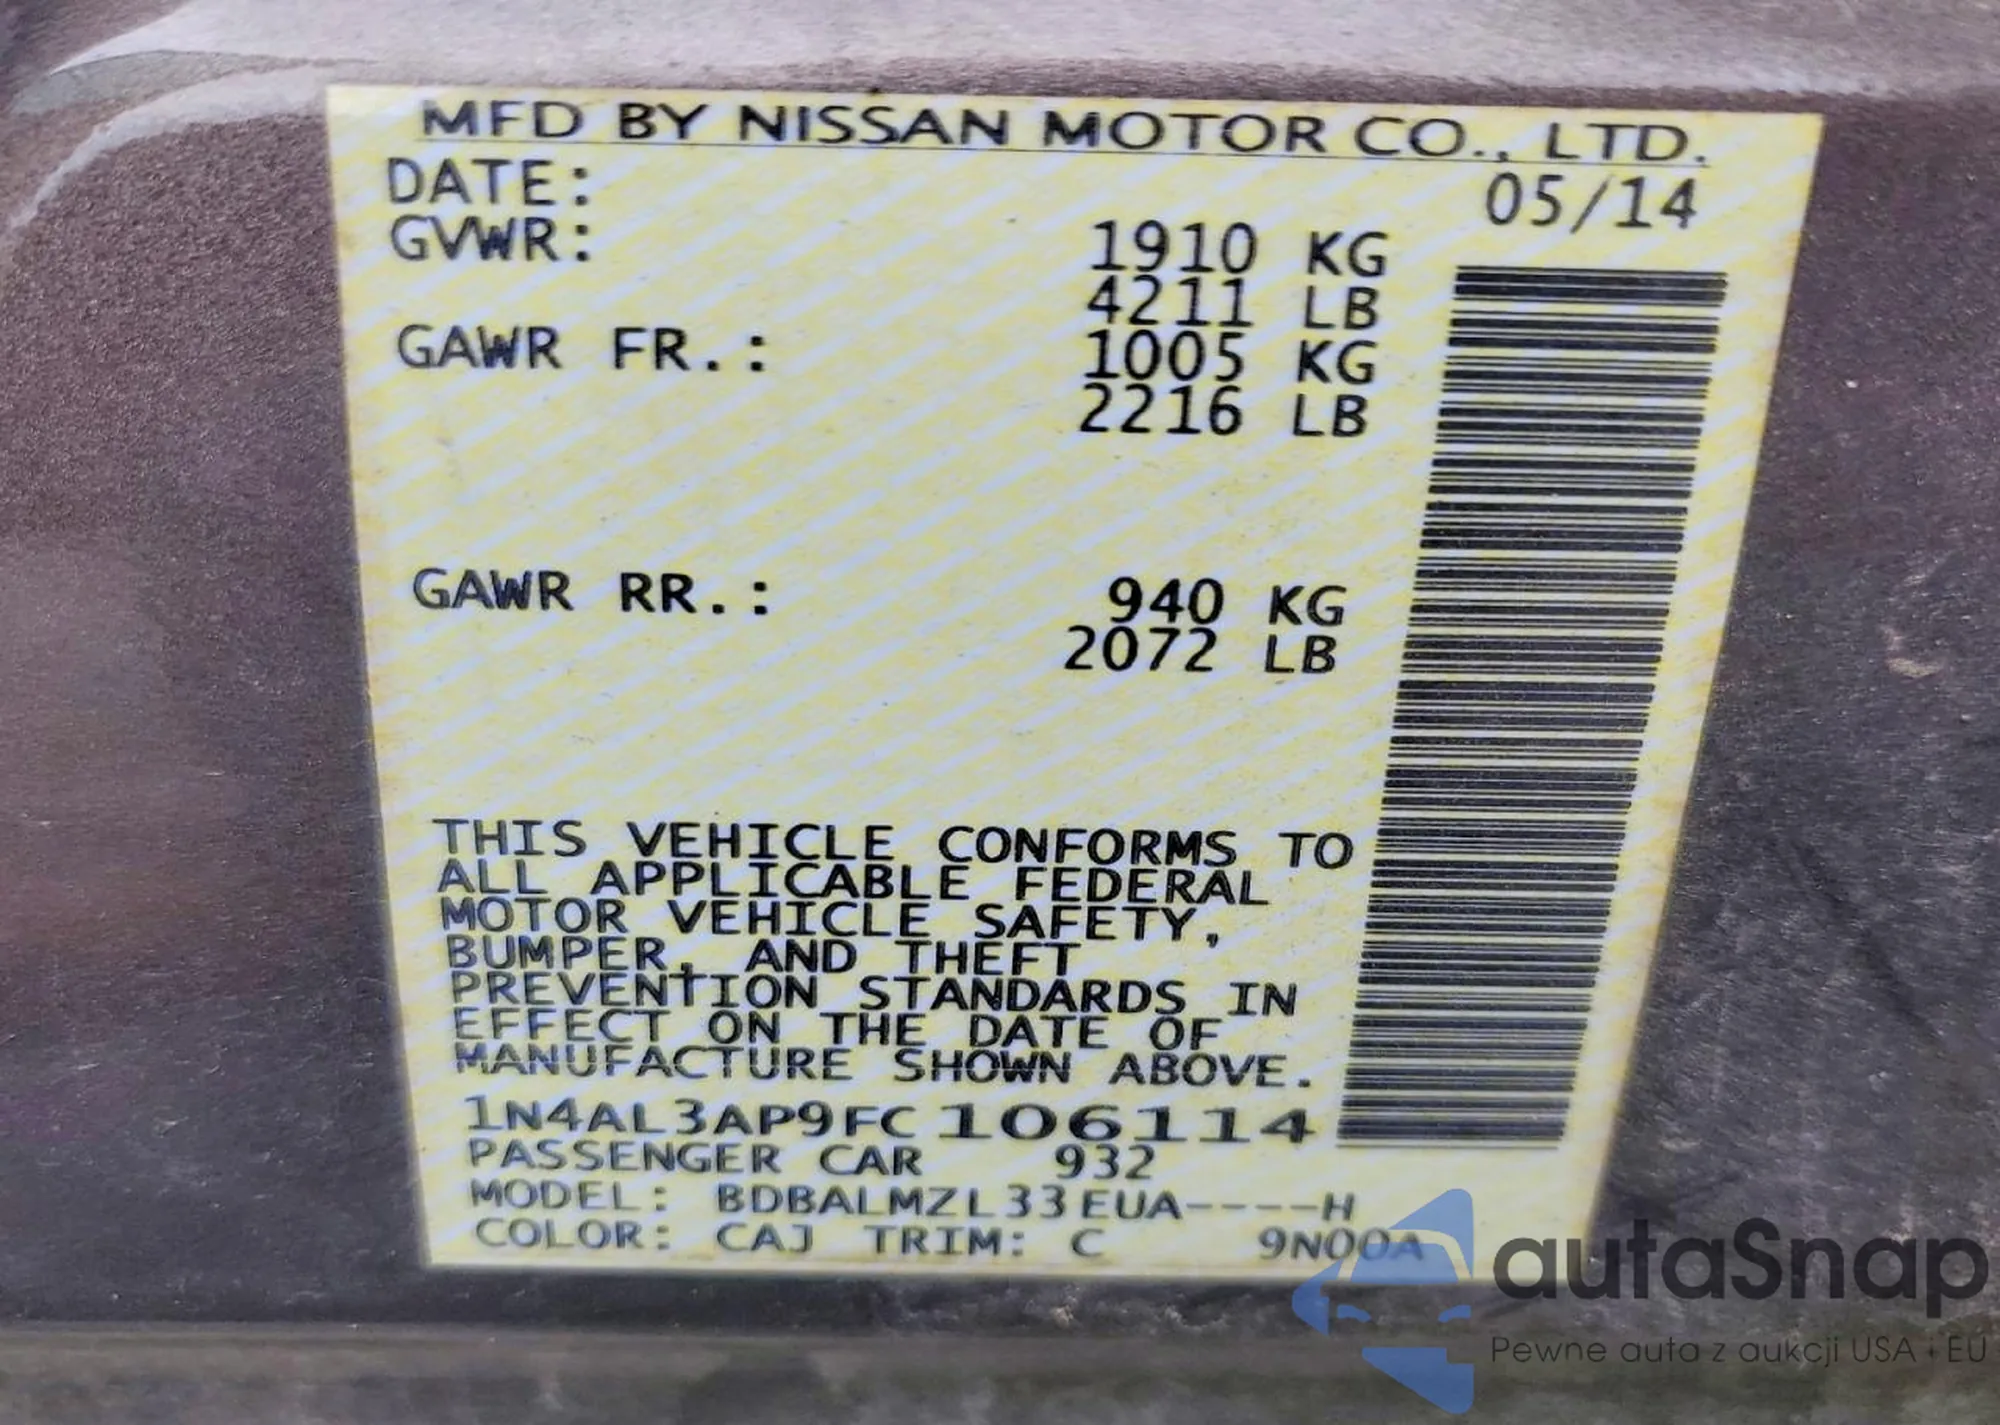 MFD BY NISSAN MOTOR CO., LTD.
DATE: 05/14
GVWR: 1910 KG
4211 LB
GAWR FR.: 1005 KG
2216 LB
GAWR RR.: 940 KG
2072 LB
THIS VEHICLE CONFORMS TO
ALL APPLICABLE FEDERAL
MOTOR VEHICLE SAFETY,
BUMPER, AND THEFT
PREVENTION STANDARDS IN
EFFECT ON THE DATE OF
MANUFACTURE SHOWN ABOVE.
1N4AL3AP9FC106114
PASSENGER CAR 932
MODEL: BDBALMZL33EUA----H
COLOR: CAJ TRIM: C 9N00A
autaSnap
Pewne auta z aukcji USA i EU